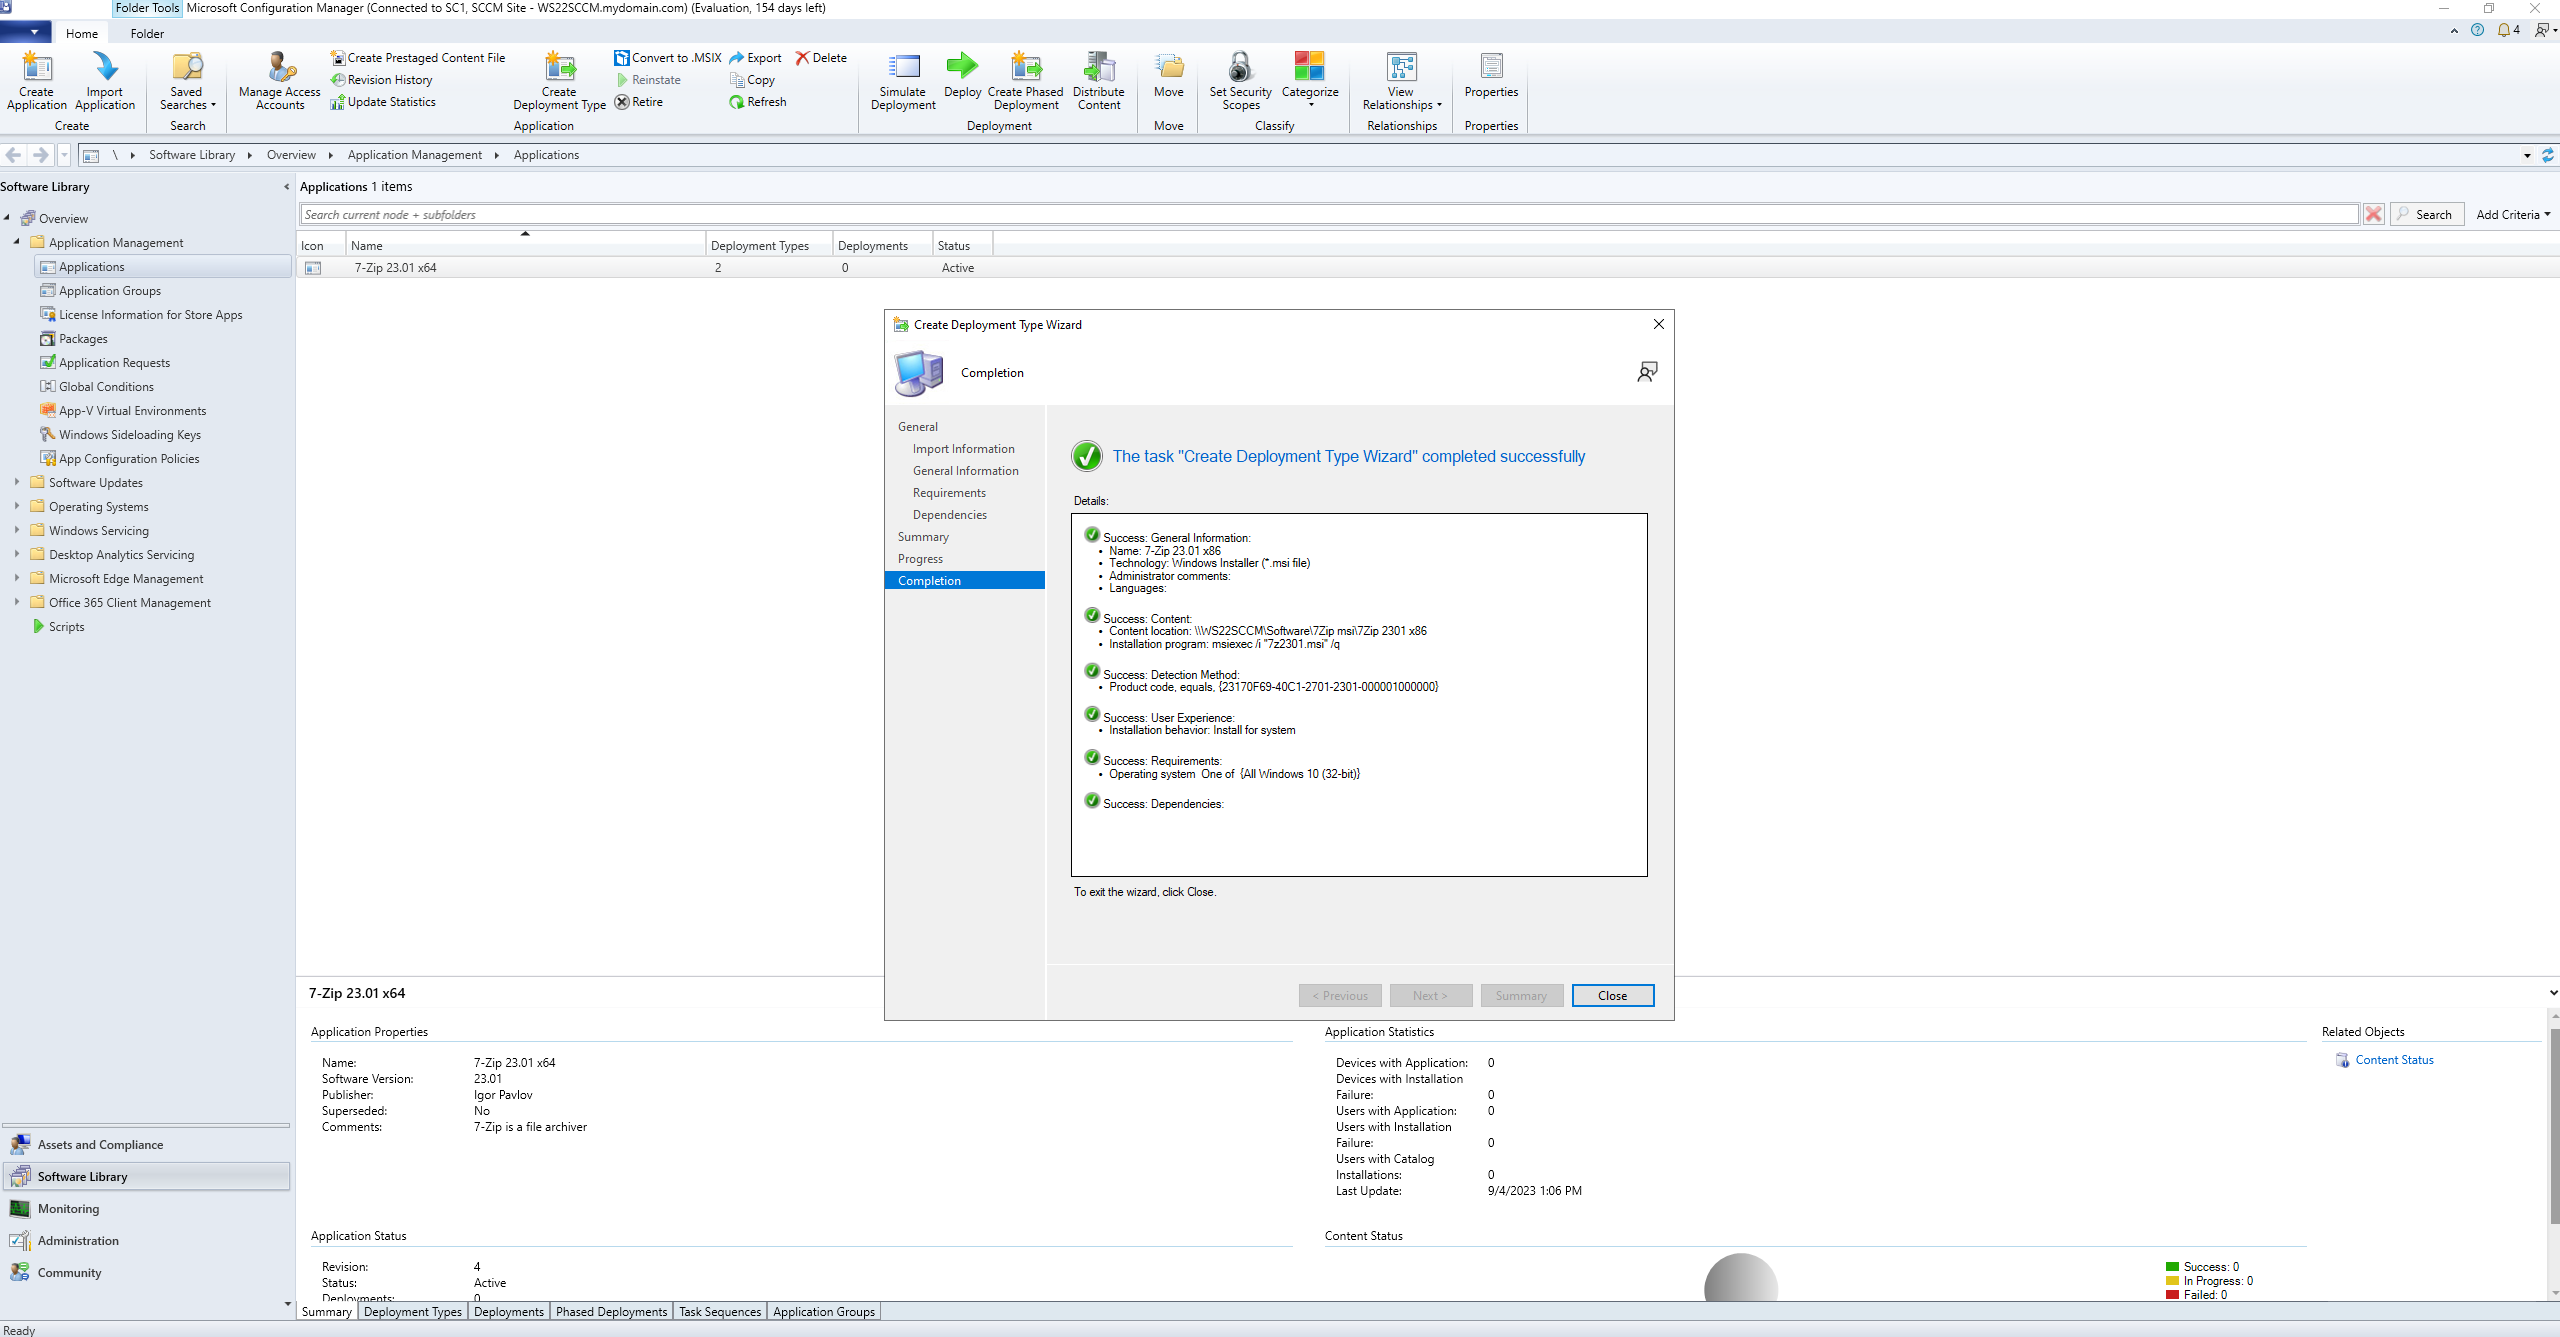 Folder Tools Microsoft Configuration Manager (Connected to SC1, SCCM Site - WS22SCCM.mydomain.com) (Evaluation, 154 days left)
Home Folder
4
Create Application
Import Application
Create
Saved Searches
Search
Manage Access Accounts
Create Prestaged Content File
Revision History
Update Statistics
Create Deployment Type
Convert to .MSIX
Reinstate
Retire
Export
Copy
Refresh
Delete
Application
Simulate Deployment
Deploy
Create Phased Deployment
Distribute Content
Deployment
Move
Move
Set Security Scopes
Categorize
Classify
View Relationships
Relationships
Properties
Properties
\ Software Library Overview Application Management Applications
Software Library
Overview
Application Management
Applications
Application Groups
License Information for Store Apps
Packages
Application Requests
Global Conditions
App-V Virtual Environments
Windows Sideloading Keys
App Configuration Policies
Software Updates
Operating Systems
Windows Servicing
Desktop Analytics Servicing
Microsoft Edge Management
Office 365 Client Management
Scripts
Assets and Compliance
Software Library
Monitoring
Administration
Community
Applications 1 items
Search current node + subfolders
Search
Add Criteria
Icon Name Deployment Types Deployments Status
7-Zip 23.01 x64 2 0 Active
Create Deployment Type Wizard
Completion
General
Import Information
General Information
Requirements
Dependencies
Summary
Progress
Completion
The task "Create Deployment Type Wizard" completed successfully
Details:
Success: General Information:
• Name: 7-Zip 23.01 x86
• Technology: Windows Installer (*.msi file)
• Administrator comments:
• Languages:
Success: Content:
• Content location: \\WS22SCCM\Software\7Zip msi\7Zip 2301 x86
• Installation program: msiexec /i "7z2301.msi" /q
Success: Detection Method:
• Product code, equals, {23170F69-40C1-2701-2301-000001000000}
Success: User Experience:
• Installation behavior: Install for system
Success: Requirements:
• Operating system One of {All Windows 10 (32-bit)}
Success: Dependencies:
To exit the wizard, click Close.
< Previous Next > Summary Close
7-Zip 23.01 x64
Application Properties
Name: 7-Zip 23.01 x64
Software Version: 23.01
Publisher: Igor Pavlov
Superseded: No
Comments: 7-Zip is a file archiver
Application Statistics
Devices with Application: 0
Devices with Installation
Failure: 0
Users with Application: 0
Users with Installation
Failure: 0
Users with Catalog
Installations: 0
Last Update: 9/4/2023 1:06 PM
Related Objects
Content Status
Application Status
Revision: 4
Status: Active
Deployments: 0
Content Status
Success: 0
In Progress: 0
Failed: 0
Summary Deployment Types Deployments Phased Deployments Task Sequences Application Groups
Ready